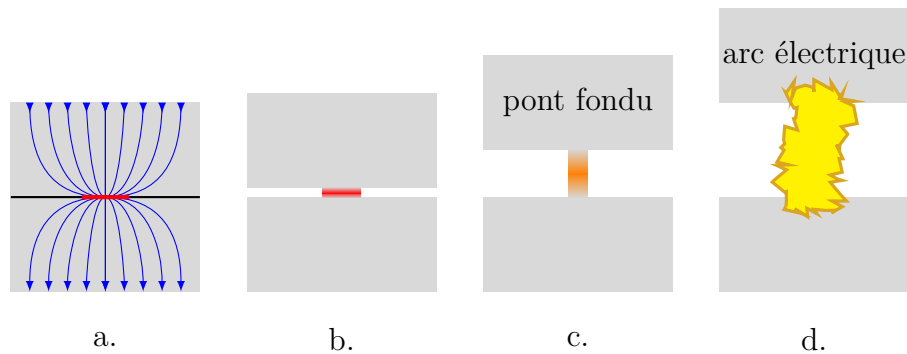 pont fondu
arc électrique
a.
b.
c.
d.